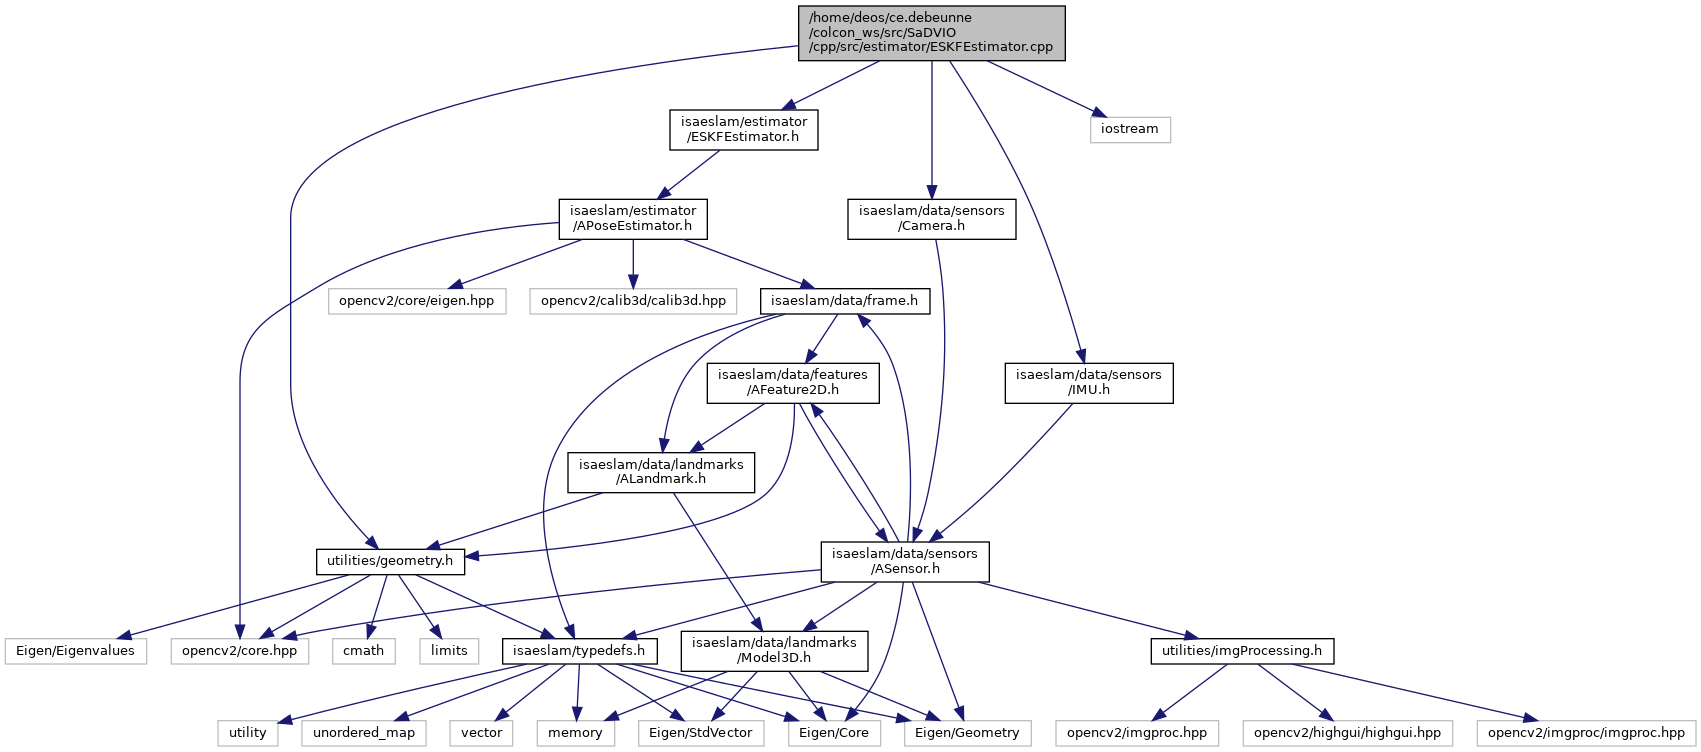 /home/deos/ce.debeunne
/colcon_ws/src/SaDVIO
/cpp/src/estimator/ESKFEstimator.cpp
isaeslam/estimator
/ESKFEstimator.h
iostream
isaeslam/estimator
/APoseEstimator.h
isaeslam/data/sensors
/Camera.h
opencv2/core/eigen.hpp
opencv2/calib3d/calib3d.hpp
isaeslam/data/frame.h
isaeslam/data/features
/AFeature2D.h
isaeslam/data/sensors
/IMU.h
isaeslam/data/landmarks
/ALandmark.h
utilities/geometry.h
isaeslam/data/sensors
/ASensor.h
Eigen/Eigenvalues
opencv2/core.hpp
cmath
limits
isaeslam/typedefs.h
isaeslam/data/landmarks
/Model3D.h
utilities/imgProcessing.h
utility
unordered_map
vector
memory
Eigen/StdVector
Eigen/Core
Eigen/Geometry
opencv2/imgproc.hpp
opencv2/highgui/highgui.hpp
opencv2/imgproc/imgproc.hpp